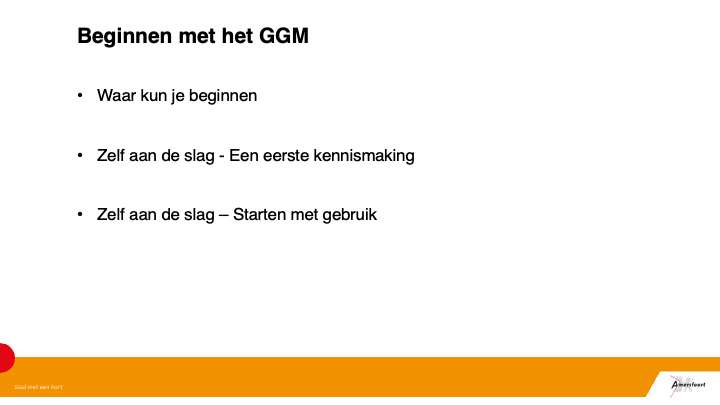 Beginnen met het GGM
• Waar kun je beginnen
• Zelf aan de slag - Een eerste kennismaking
• Zelf aan de slag – Starten met gebruik
Stad met een hart
Amersfoort